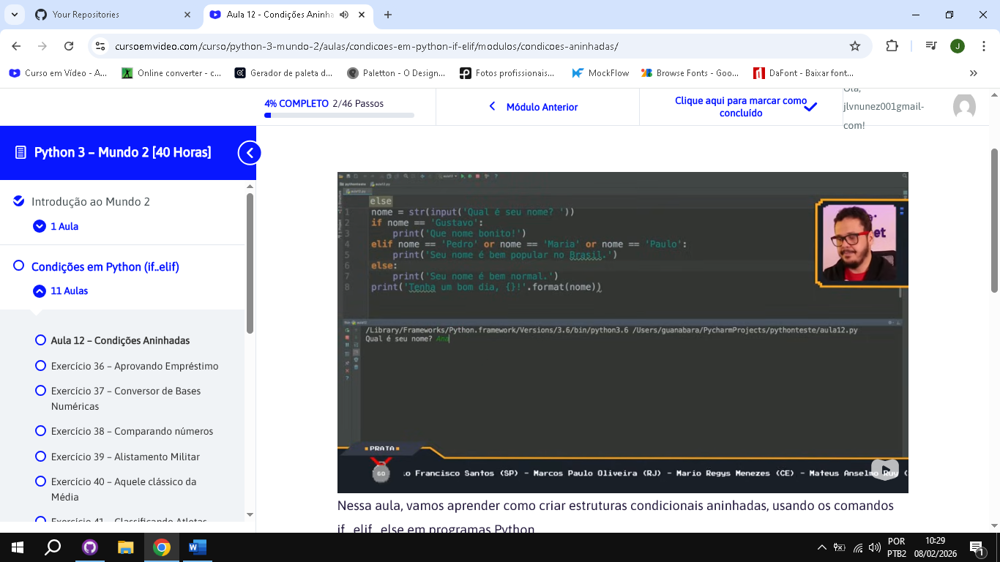 Your Repositories
Aula 12 - Condições Aninha
cursoemvideo.com/curso/python-3-mundo-2/aulas/condicoes-em-python-if-elif/modulos/condicoes-aninhadas/
J
Curso em Vídeo - A...
Online converter - c...
Gerador de paleta d...
Paletton - O Design...
Fotos profissionais...
MockFlow
Browse Fonts - Goo...
DaFont - Baixar font...
4% COMPLETO 2/46 Passos
Módulo Anterior
Clique aqui para marcar como
concluído
Olá,
jlvnunez001gmail-
com!
Python 3 – Mundo 2 [40 Horas]
Introdução ao Mundo 2
1 Aula
Condições em Python (if..elif)
11 Aulas
Aula 12 – Condições Aninhadas
Exercício 36 – Aprovando Empréstimo
Exercício 37 – Conversor de Bases
Numéricas
Exercício 38 – Comparando números
Exercício 39 – Alistamento Militar
Exercício 40 – Aquele clássico da
Média
Exercício 41 – Classificando Atletas
else
1 nome = str(input('Qual é seu nome? '))
2 if nome == 'Gustavo':
3 print('Que nome bonito!')
4 elif nome == 'Pedro' or nome == 'Maria' or nome == 'Paulo':
5 print('Seu nome é bem popular no Brasil.')
6 else:
7 print('Seu nome é bem normal.')
8 print('Tenha um bom dia, {}!'.format(nome))
/Library/Frameworks/Python.framework/Versions/3.6/bin/python3.6 /Users/guanabara/PycharmProjects/pythonteste/aula12.py
Qual é seu nome? Ana
PRATA
60
o Francisco Santos (SP) – Marcos Paulo Oliveira (RJ) – Mario Regys Menezes (CE) – Mateus Anselmo Ruy (
Nessa aula, vamos aprender como criar estruturas condicionais aninhadas, usando os comandos
if.. elif.. else em programas Python
POR
PTB2
10:29
08/02/2026
1